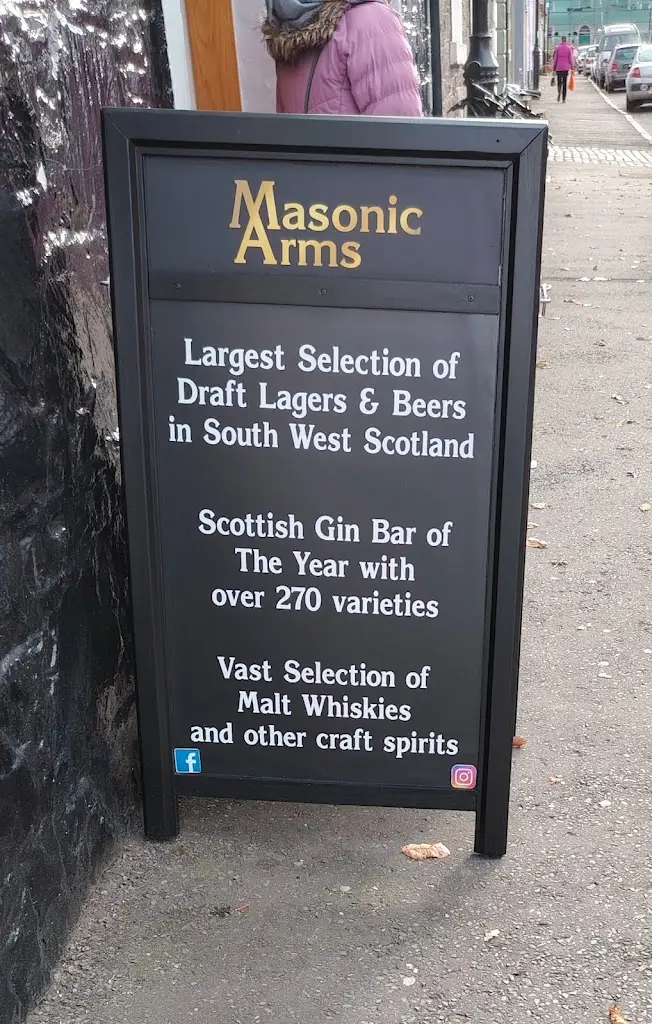 Masonic
Arms
Largest Selection of
Draft Lagers & Beers
in South West Scotland
Scottish Gin Bar of
The Year with
over 270 varieties
Vast Selection of
Malt Whiskies
and other craft spirits